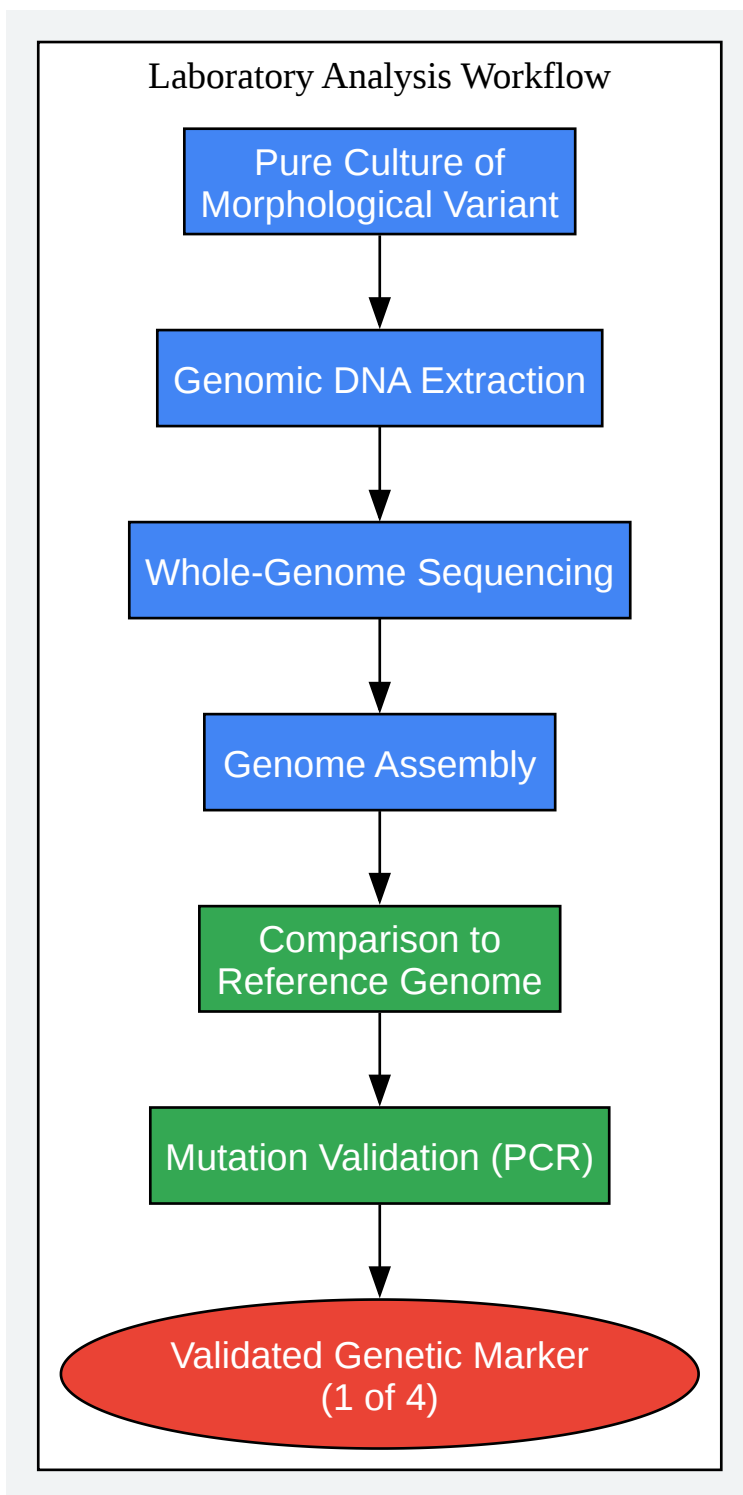 Laboratory Analysis Workflow
Pure Culture of
Morphological Variant
Genomic DNA Extraction
Whole-Genome Sequencing
Genome Assembly
Comparison to
Reference Genome
Mutation Validation (PCR)
Validated Genetic Marker
(1 of 4)